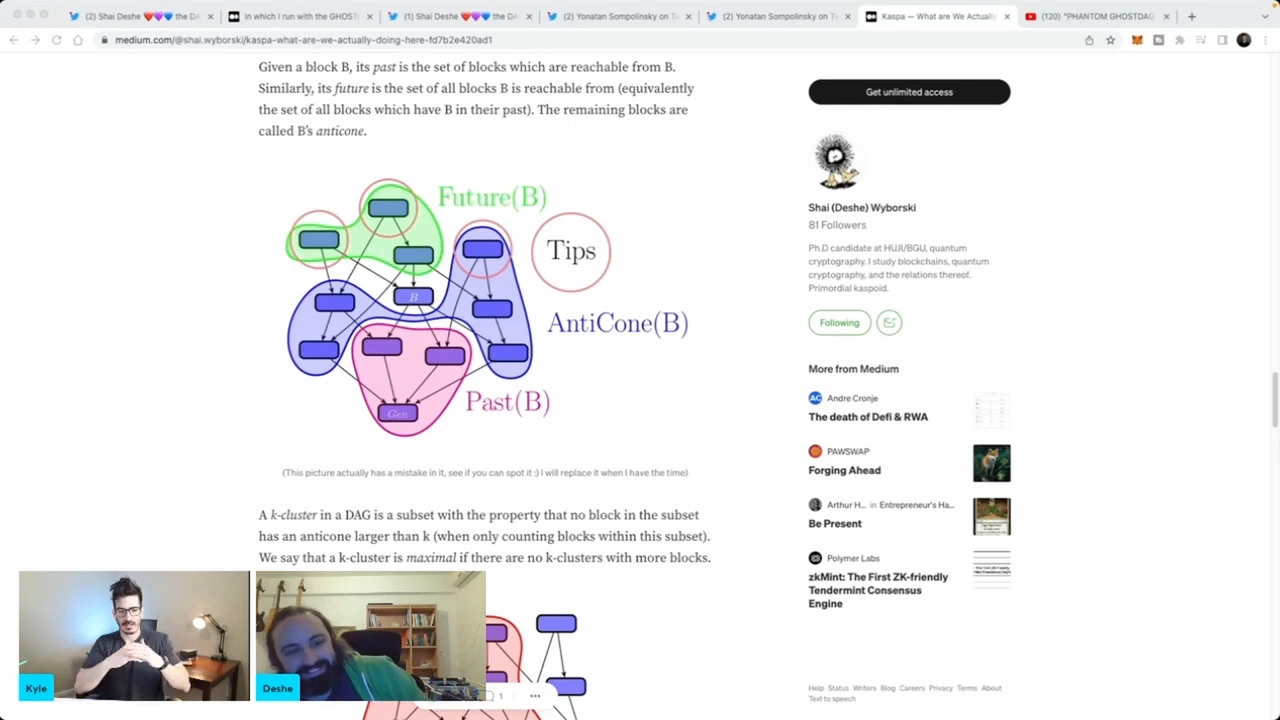 (2) Shai Deshe ❤️❤️💙 the DA
In which I run with the GHOST
(1) Shai Deshe ❤️❤️💙 the DA
(2) Yonatan Sompolinsky on Tw
(2) Yonatan Sompolinsky on Tw
Kaspa — What are We Actually
(120) "PHANTOM GHOSTDAG
medium.com/@shai.wyborski/kaspa-what-are-we-actually-doing-here-fd7b2e420ad1
Given a block B, its past is the set of blocks which are reachable from B.
Similarly, its future is the set of all blocks B is reachable from (equivalently
the set of all blocks which have B in their past). The remaining blocks are
called B's anticone.
Future(B)
Tips
B
AntiCone(B)
Past(B)
Gen
(This picture actually has a mistake in it, see if you can spot it :) I will replace it when I have the time)
A k-cluster in a DAG is a subset with the property that no block in the subset
has an anticone larger than k (when only counting blocks within this subset).
We say that a k-cluster is maximal if there are no k-clusters with more blocks.
Kyle
Deshe
1
Get unlimited access
Shai (Deshe) Wyborski
81 Followers
Ph.D candidate at HUJI/BGU, quantum
cryptography. I study blockchains, quantum
cryptography, and the relations thereof.
Primordial kaspoid.
Following
More from Medium
AC Andre Cronje
The death of Defi & RWA
PAWSWAP
Forging Ahead
Arthur H... in Entrepreneur's Ha...
Be Present
Polymer Labs
zkMint: The First ZK-friendly
Tendermint Consensus
Engine
Help Status Writers Blog Careers Privacy Terms About
Text to speech